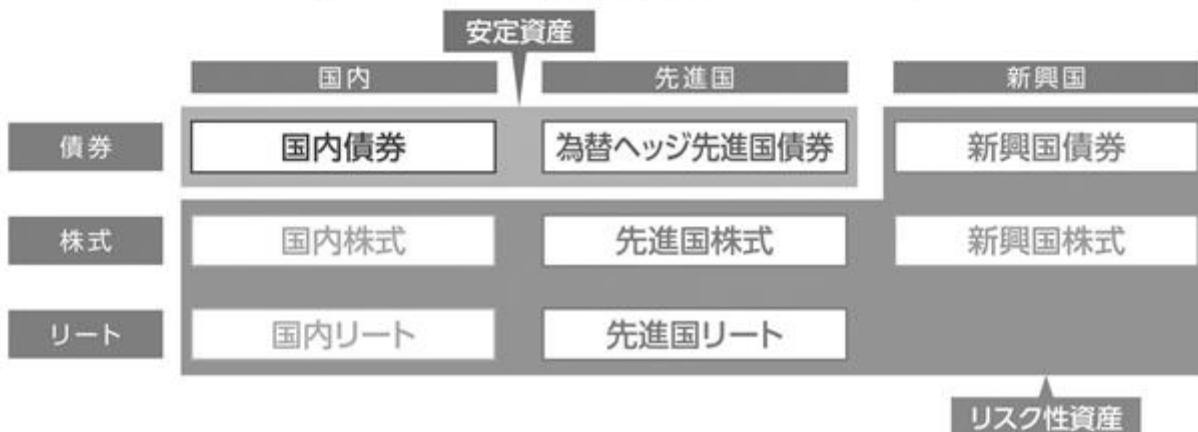 安定資産
国内 先進国 新興国
債券 国内債券 為替ヘッジ先進国債券 新興国債券
株式 国内株式 先進国株式 新興国株式
リート 国内リート 先進国リート
リスク性資産